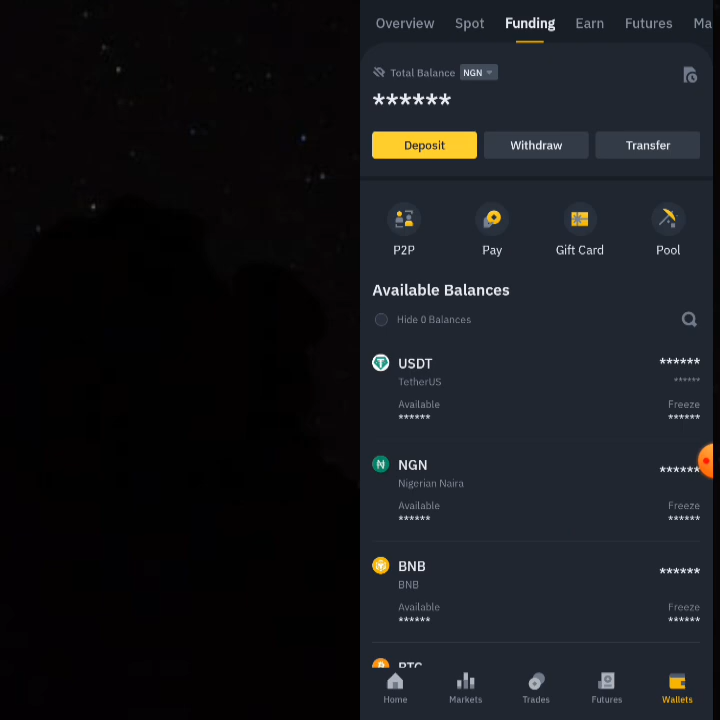 Overview Spot Funding Earn Futures Ma
Total Balance NGN
******
Deposit Withdraw Transfer
P2P Pay Gift Card Pool
Available Balances
Hide 0 Balances
USDT ******
TetherUS ******
Available Freeze
****** ******
NGN ******
Nigerian Naira
Available Freeze
****** ******
BNB ******
BNB
Available Freeze
****** ******
BTC
Home Markets Trades Futures Wallets